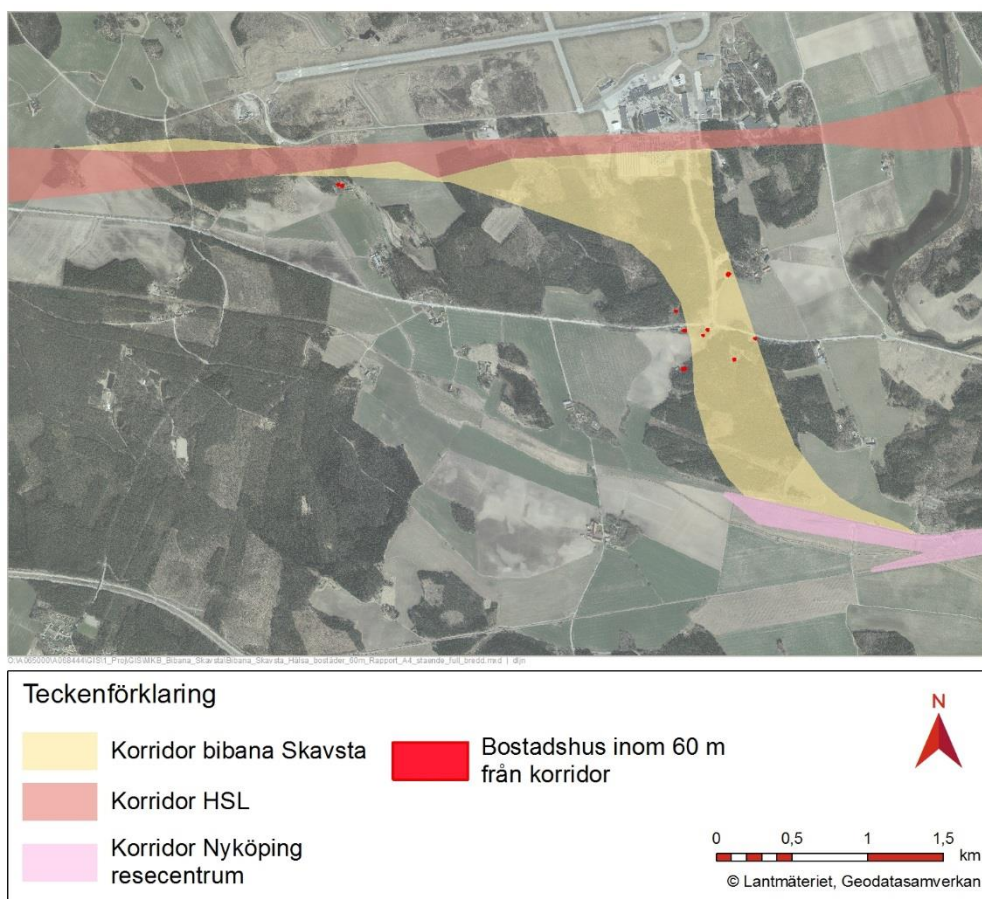 Teckenförklaring
Korridor bibana Skavsta
Korridor HSL
Korridor Nyköping
resecentrum
Bostadshus inom 60 m
från korridor
N
0 0,5 1 1,5
km
© Lantmäteriet, Geodatasamverkan